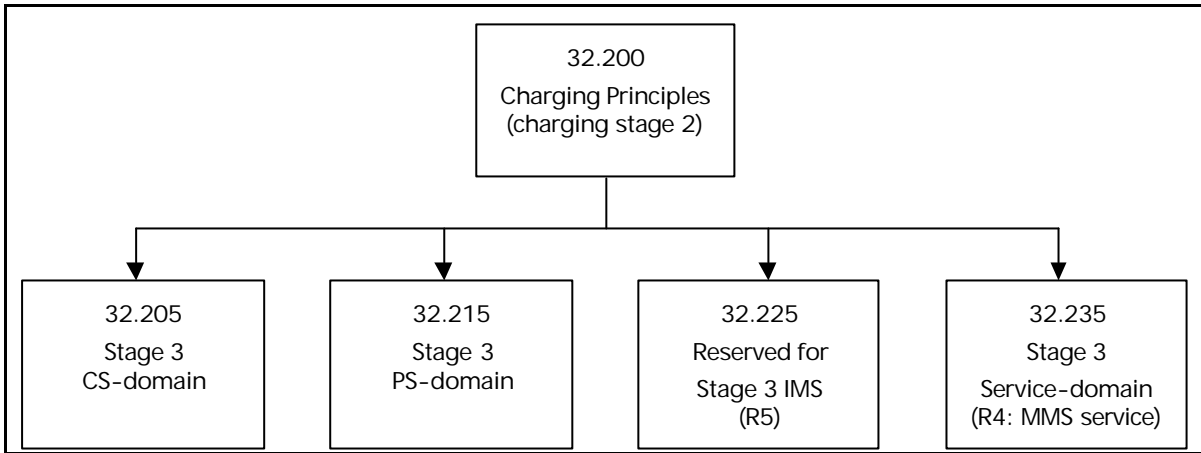 32.200
Charging Principles
(charging stage 2)
32.205
Stage 3
CS-domain
32.215
Stage 3
PS-domain
32.225
Reserved for
Stage 3 IMS
(R5)
32.235
Stage 3
Service-domain
(R4: MMS service)